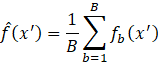 f̂(x′) = 1/B ∑_{b=1}^{B} f_b(x′)